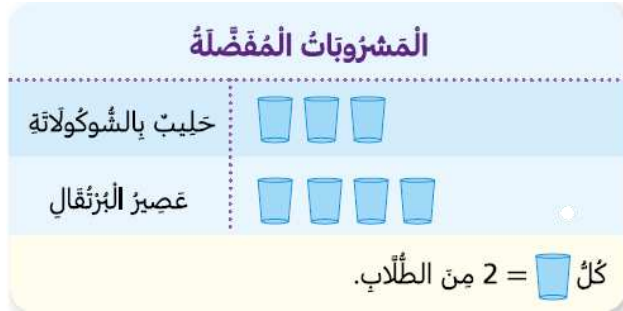 الْمَشْرُوبَاتُ الْمُفَضَّلَةُ
حَلِيبٌ بِالشُّوكُولَاتَةِ
عَصِيرُ الْبُرْتُقَالِ
كُلُّ = 2 مِنَ الطُّلَّابِ.